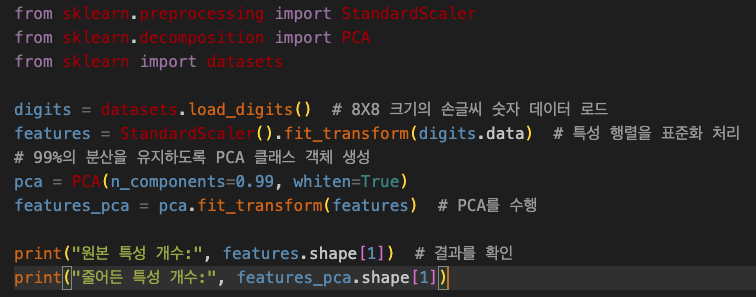 from sklearn.preprocessing import StandardScaler
from sklearn.decomposition import PCA
from sklearn import datasets

digits = datasets.load_digits()  # 8X8 크기의 손글씨 숫자 데이터 로드
features = StandardScaler().fit_transform(digits.data)  # 특성 행렬을 표준화 처리
# 99%의 분산을 유지하도록 PCA 클래스 객체 생성
pca = PCA(n_components=0.99, whiten=True)
features_pca = pca.fit_transform(features)  # PCA를 수행

print("원본 특성 개수:", features.shape[1])  # 결과를 확인
print("줄어든 특성 개수:", features_pca.shape[1])